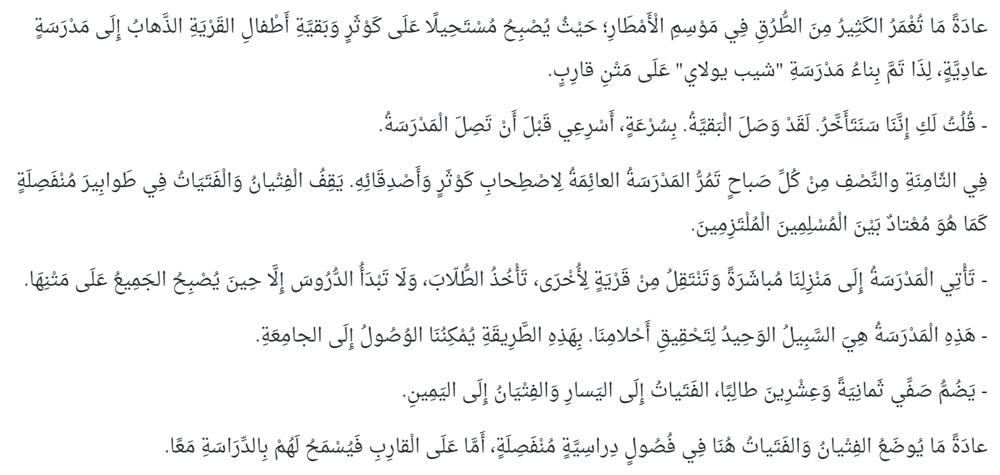 عادَةً مَا تُغْمَرُ الكَثِيرُ مِنَ الطُّرُقِ فِي مَوْسِمِ الْأَمْطَارِ؛ حَيْثُ يُصْبِحُ مُسْتَحِيلًا عَلَى كَوْثَرٍ وَبَقيَّةِ أَطْفالِ القَرْيَةِ الذَّهابُ إِلَى مَدْرَسَةٍ
عادِيَّةٍ، لِذَا تَمَّ بِناءُ مَدْرَسَةِ "شيب يولاي" عَلَى مَتْنِ قارِبٍ.
- قُلُتُ لَكِ إِنَّنَا سَنَتَأَخَّرُ. لَقَدْ وَصَلَ الْبَقيَّةُ. بِسُرْعَةٍ، أَسْرِعِي قَبْلَ أَنْ تَصِلَ الْمَدْرَسَةُ.
فِي الثّامِنَةِ والنِّصْفِ مِنْ كُلِّ صَباحٍ تَمُرُّ المَدْرَسَةُ العائِمَةُ لِاصْطِحابِ كَوْثَرٍ وَأَصْدِقَائِهِ. يَقِفُ الْفِتْيانُ وَالْفَتَيَاتُ فِي طَوابِيرَ مُنْفَصِلَةٍ
كَمَا هُوَ مُعْتادٌ بَيْنَ الْمُسْلِمِينَ الْمُلْتَزِمِينَ.
- تَأْتِي الْمَدْرَسَةُ إِلَى مَنْزِلِنَا مُباشَرَةً وَتَنْتَقِلُ مِنْ قَرْيَةٍ لِأُخْرَى، تَأْخُذُ الطُّلّابَ، وَلَا تَبْدَأُ الدُّرُوسَ إِلَّا حِينَ يُصْبِحُ الجَمِيعُ عَلَى مَتْنِهَا.
- هَذِهِ الْمَدْرَسَةُ هِيَ السَّبِيلُ الوَحِيدُ لِتَحْقِيقِ أَحْلامِنَا. بِهَذِهِ الطَّرِيقَةِ يُمْكِنُنَا الوُصُولُ إِلَى الجامِعَةِ.
- يَضُمُّ صَفِّي ثَمانِيَةً وَعِشْرِينَ طالِبًا، الفَتَياتُ إِلَى اليَسارِ وَالفِتْيَانُ إِلَى اليَمِينِ.
عادَةً مَا يُوضَعُ الفِتْيانُ وَالفَتَياتُ هُنَا فِي فُصُولٍ دِراسِيَّةٍ مُنْفَصِلَةٍ، أَمَّا عَلَى الْقارِبِ فَيُسْمَحُ لَهُمْ بِالدِّرَاسَةِ مَعًا.